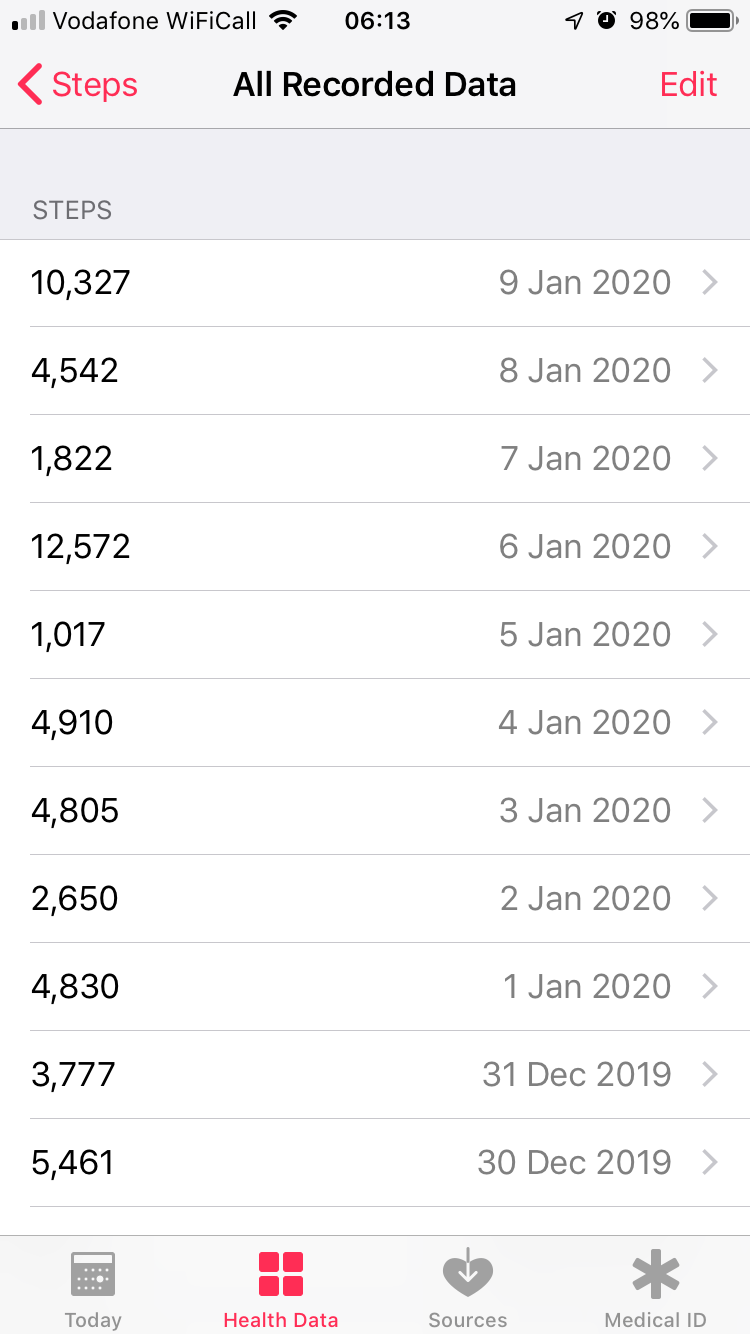 Vodafone WiFiCall 06:13 98%
Steps All Recorded Data Edit
STEPS
10,327 9 Jan 2020
4,542 8 Jan 2020
1,822 7 Jan 2020
12,572 6 Jan 2020
1,017 5 Jan 2020
4,910 4 Jan 2020
4,805 3 Jan 2020
2,650 2 Jan 2020
4,830 1 Jan 2020
3,777 31 Dec 2019
5,461 30 Dec 2019
Today Health Data Sources Medical ID